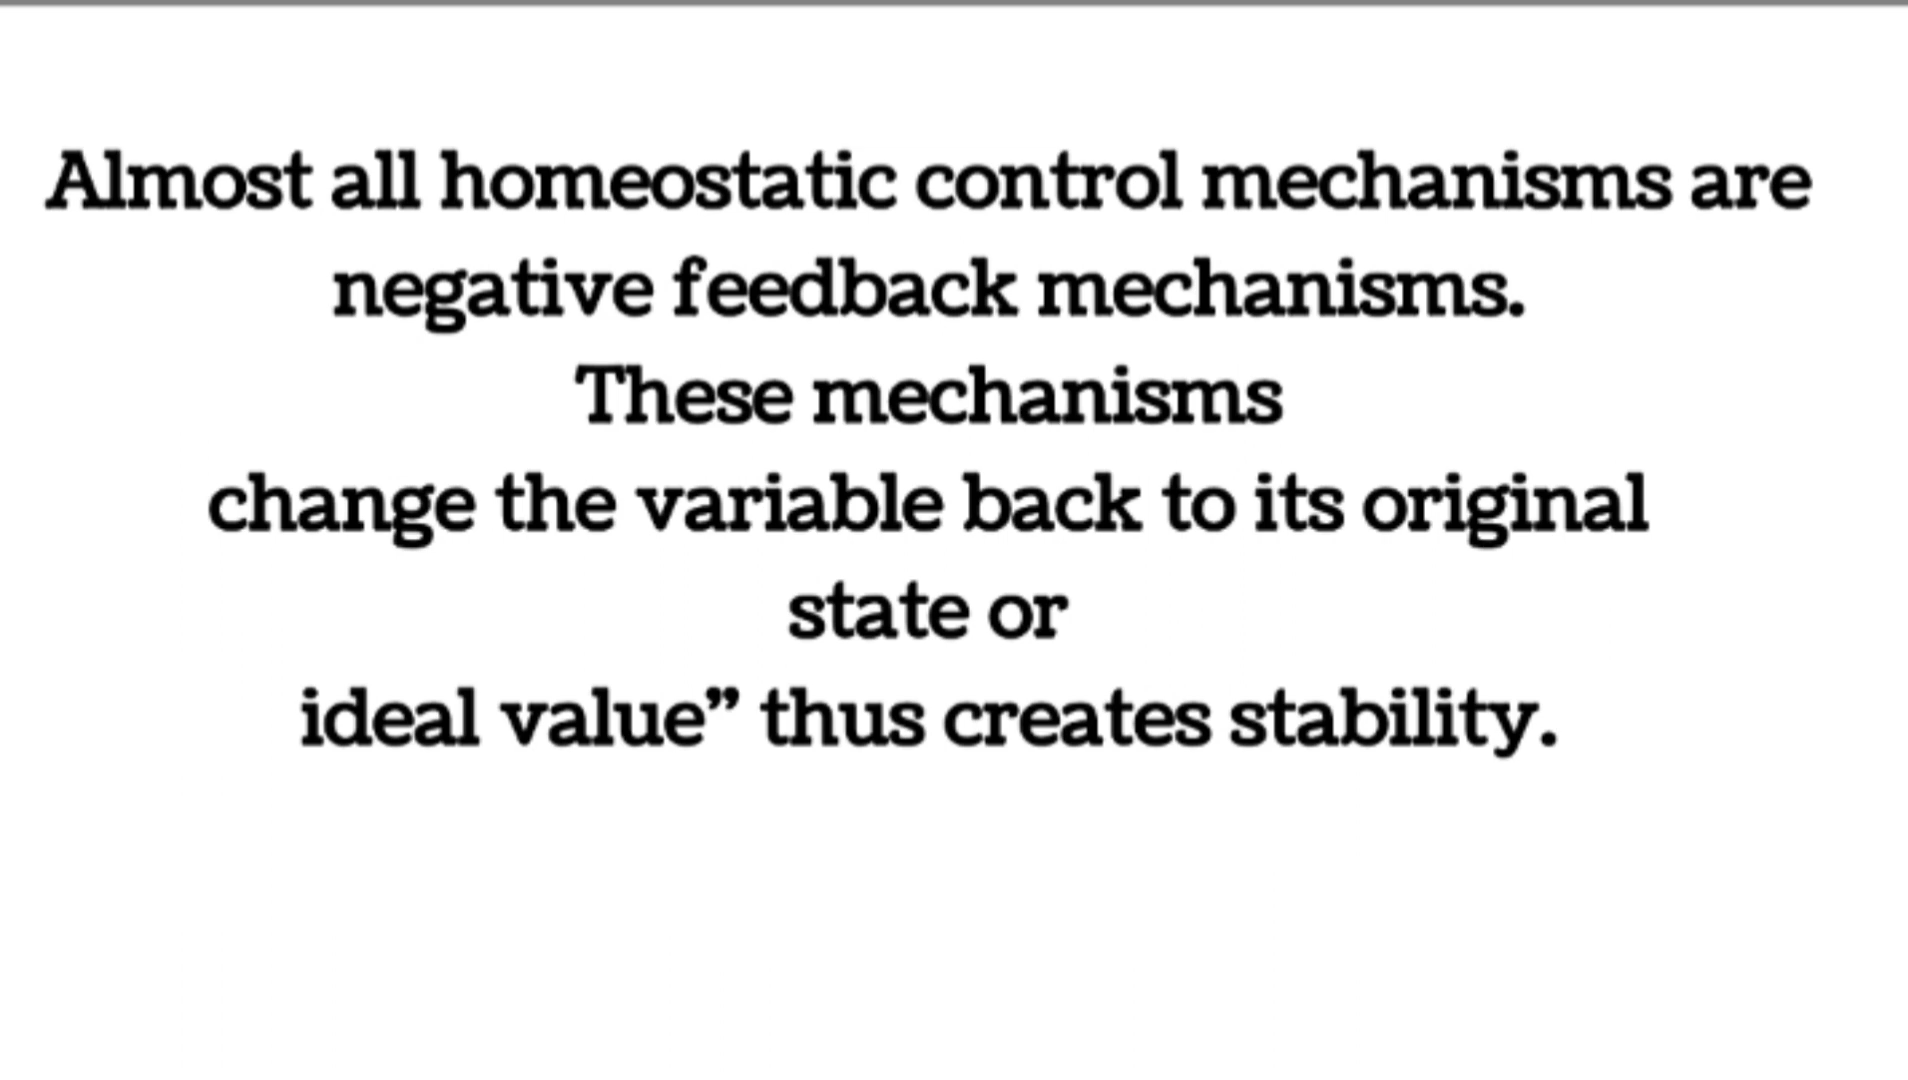 Almost all homeostatic control mechanisms are
negative feedback mechanisms.
These mechanisms
change the variable back to its original
state or
ideal value” thus creates stability.